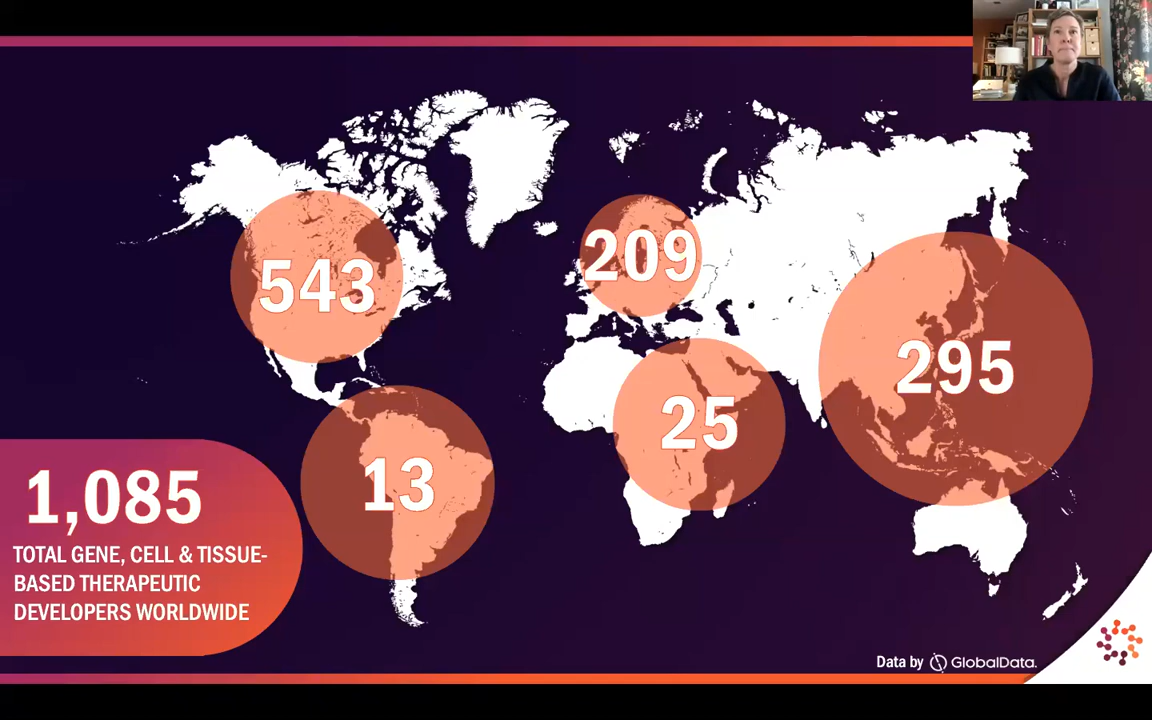 543
209
295
25
13
1,085
TOTAL GENE, CELL & TISSUE-
BASED THERAPEUTIC
DEVELOPERS WORLDWIDE
Data by GlobalData.